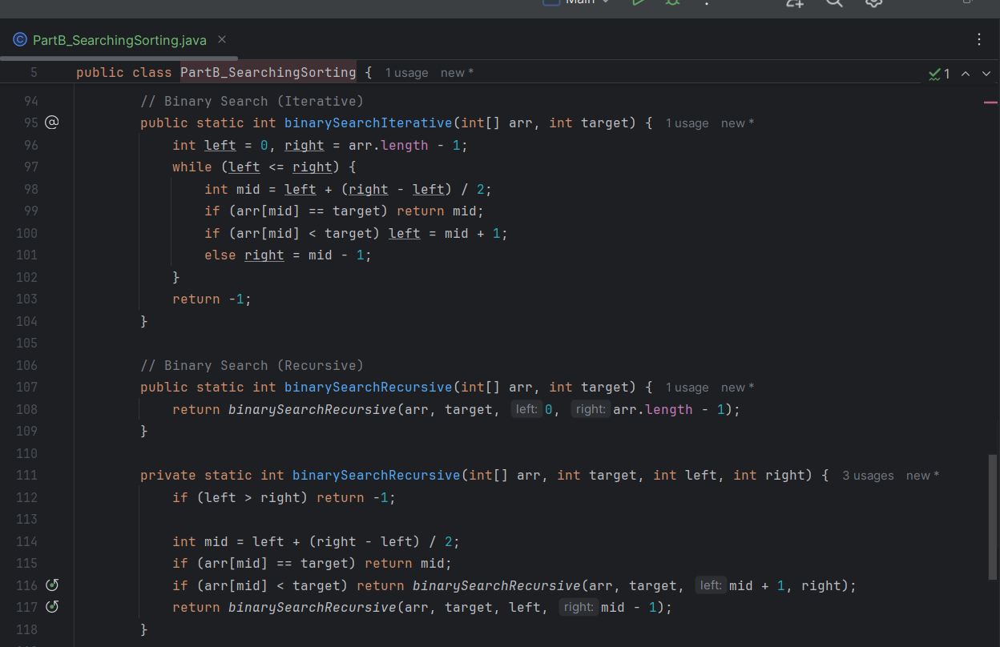 Main
PartB_SearchingSorting.java
5 public class PartB_SearchingSorting { 1 usage new *
1
94 // Binary Search (Iterative)
95 public static int binarySearchIterative(int[] arr, int target) { 1 usage new *
96 int left = 0, right = arr.length - 1;
97 while (left <= right) {
98 int mid = left + (right - left) / 2;
99 if (arr[mid] == target) return mid;
100 if (arr[mid] < target) left = mid + 1;
101 else right = mid - 1;
102 }
103 return -1;
104 }
105
106 // Binary Search (Recursive)
107 public static int binarySearchRecursive(int[] arr, int target) { 1 usage new *
108 return binarySearchRecursive(arr, target, left: 0, right: arr.length - 1);
109 }
110
111 private static int binarySearchRecursive(int[] arr, int target, int left, int right) { 3 usages new *
112 if (left > right) return -1;
113
114 int mid = left + (right - left) / 2;
115 if (arr[mid] == target) return mid;
116 if (arr[mid] < target) return binarySearchRecursive(arr, target, left: mid + 1, right);
117 return binarySearchRecursive(arr, target, left, right: mid - 1);
118 }